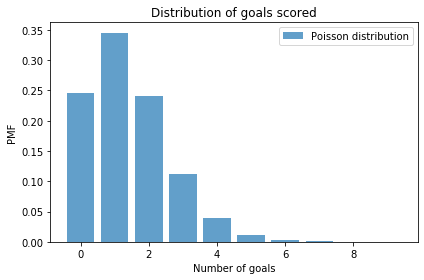 Distribution of goals scored
Poisson distribution
PMF
0.35
0.30
0.25
0.20
0.15
0.10
0.05
0.00
0 2 4 6 8
Number of goals